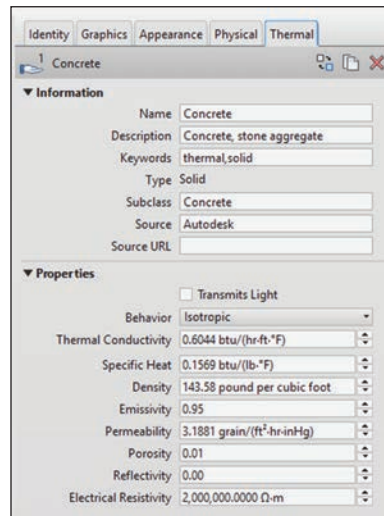 Identity Graphics Appearance Physical Thermal
1 Concrete
Information
Name Concrete
Description Concrete, stone aggregate
Keywords thermal,solid
Type Solid
Subclass Concrete
Source Autodesk
Source URL
Properties
Transmits Light
Behavior Isotropic
Thermal Conductivity 0.6044 btu/(hr·ft·°F)
Specific Heat 0.1569 btu/(lb·°F)
Density 143.58 pound per cubic foot
Emissivity 0.95
Permeability 3.1881 grain/(ft²·hr·inHg)
Porosity 0.01
Reflectivity 0.00
Electrical Resistivity 2,000,000.0000 Ω·m